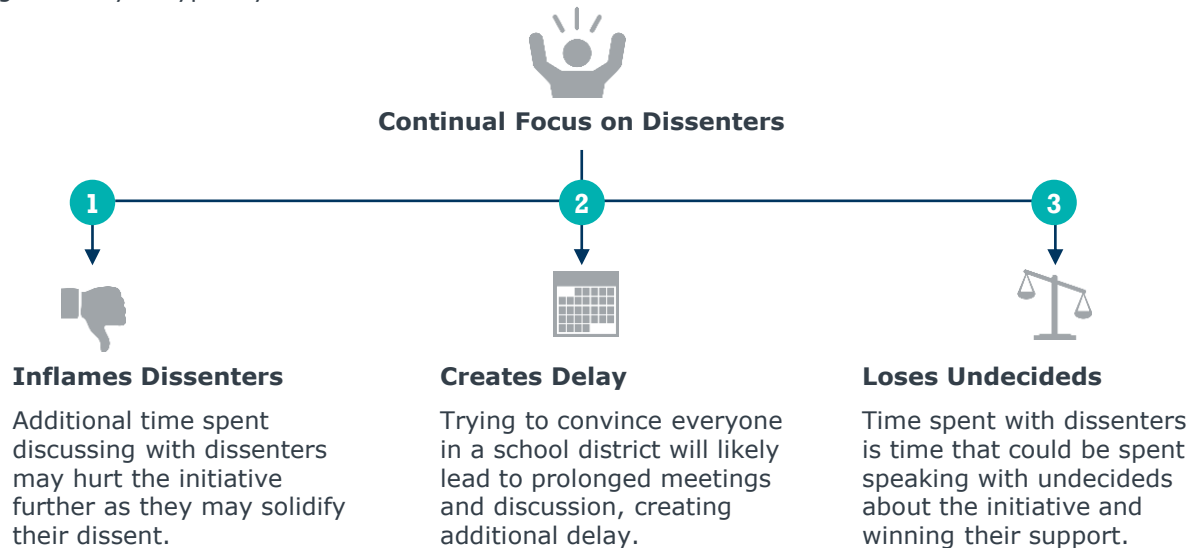 Continual Focus on Dissenters
1
2
3
Inflames Dissenters
Additional time spent
discussing with dissenters
may hurt the initiative
further as they may solidify
their dissent.
Creates Delay
Trying to convince everyone
in a school district will likely
lead to prolonged meetings
and discussion, creating
additional delay.
Loses Undecideds
Time spent with dissenters
is time that could be spent
speaking with undecideds
about the initiative and
winning their support.